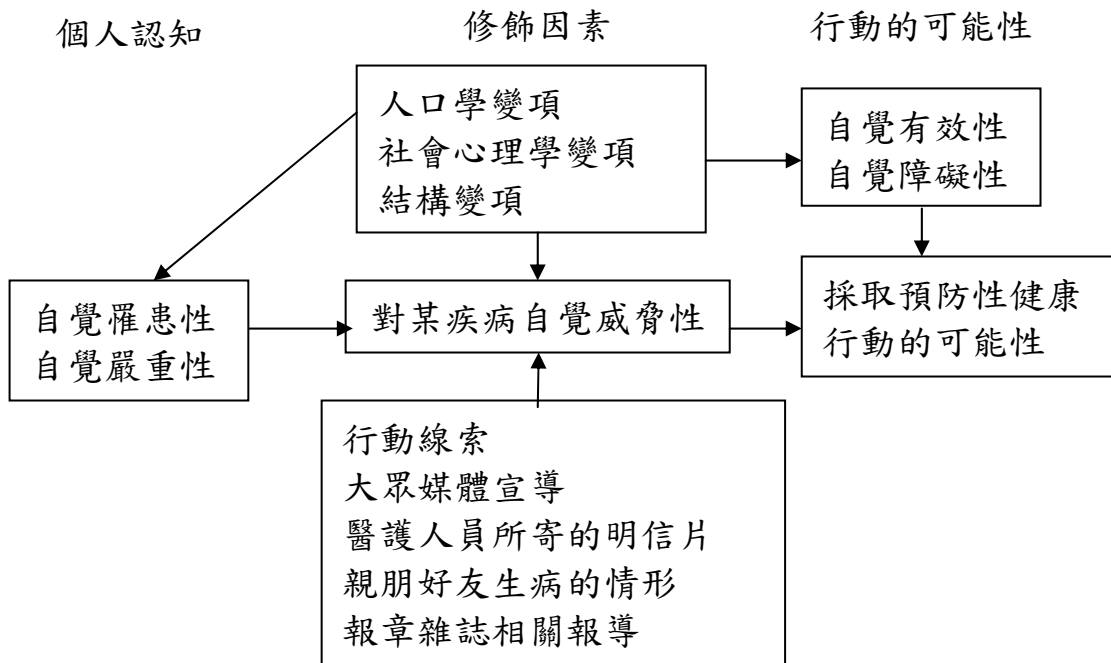 個人認知
修飾因素
行動的可能性
人口學變項
社會心理學變項
結構變項
自覺有效性
自覺障礙性
自覺罹患性
自覺嚴重性
對某疾病自覺威脅性
採取預防性健康
行動的可能性
行動線索
大眾媒體宣導
醫護人員所寄的明信片
親朋好友生病的情形
報章雜誌相關報導